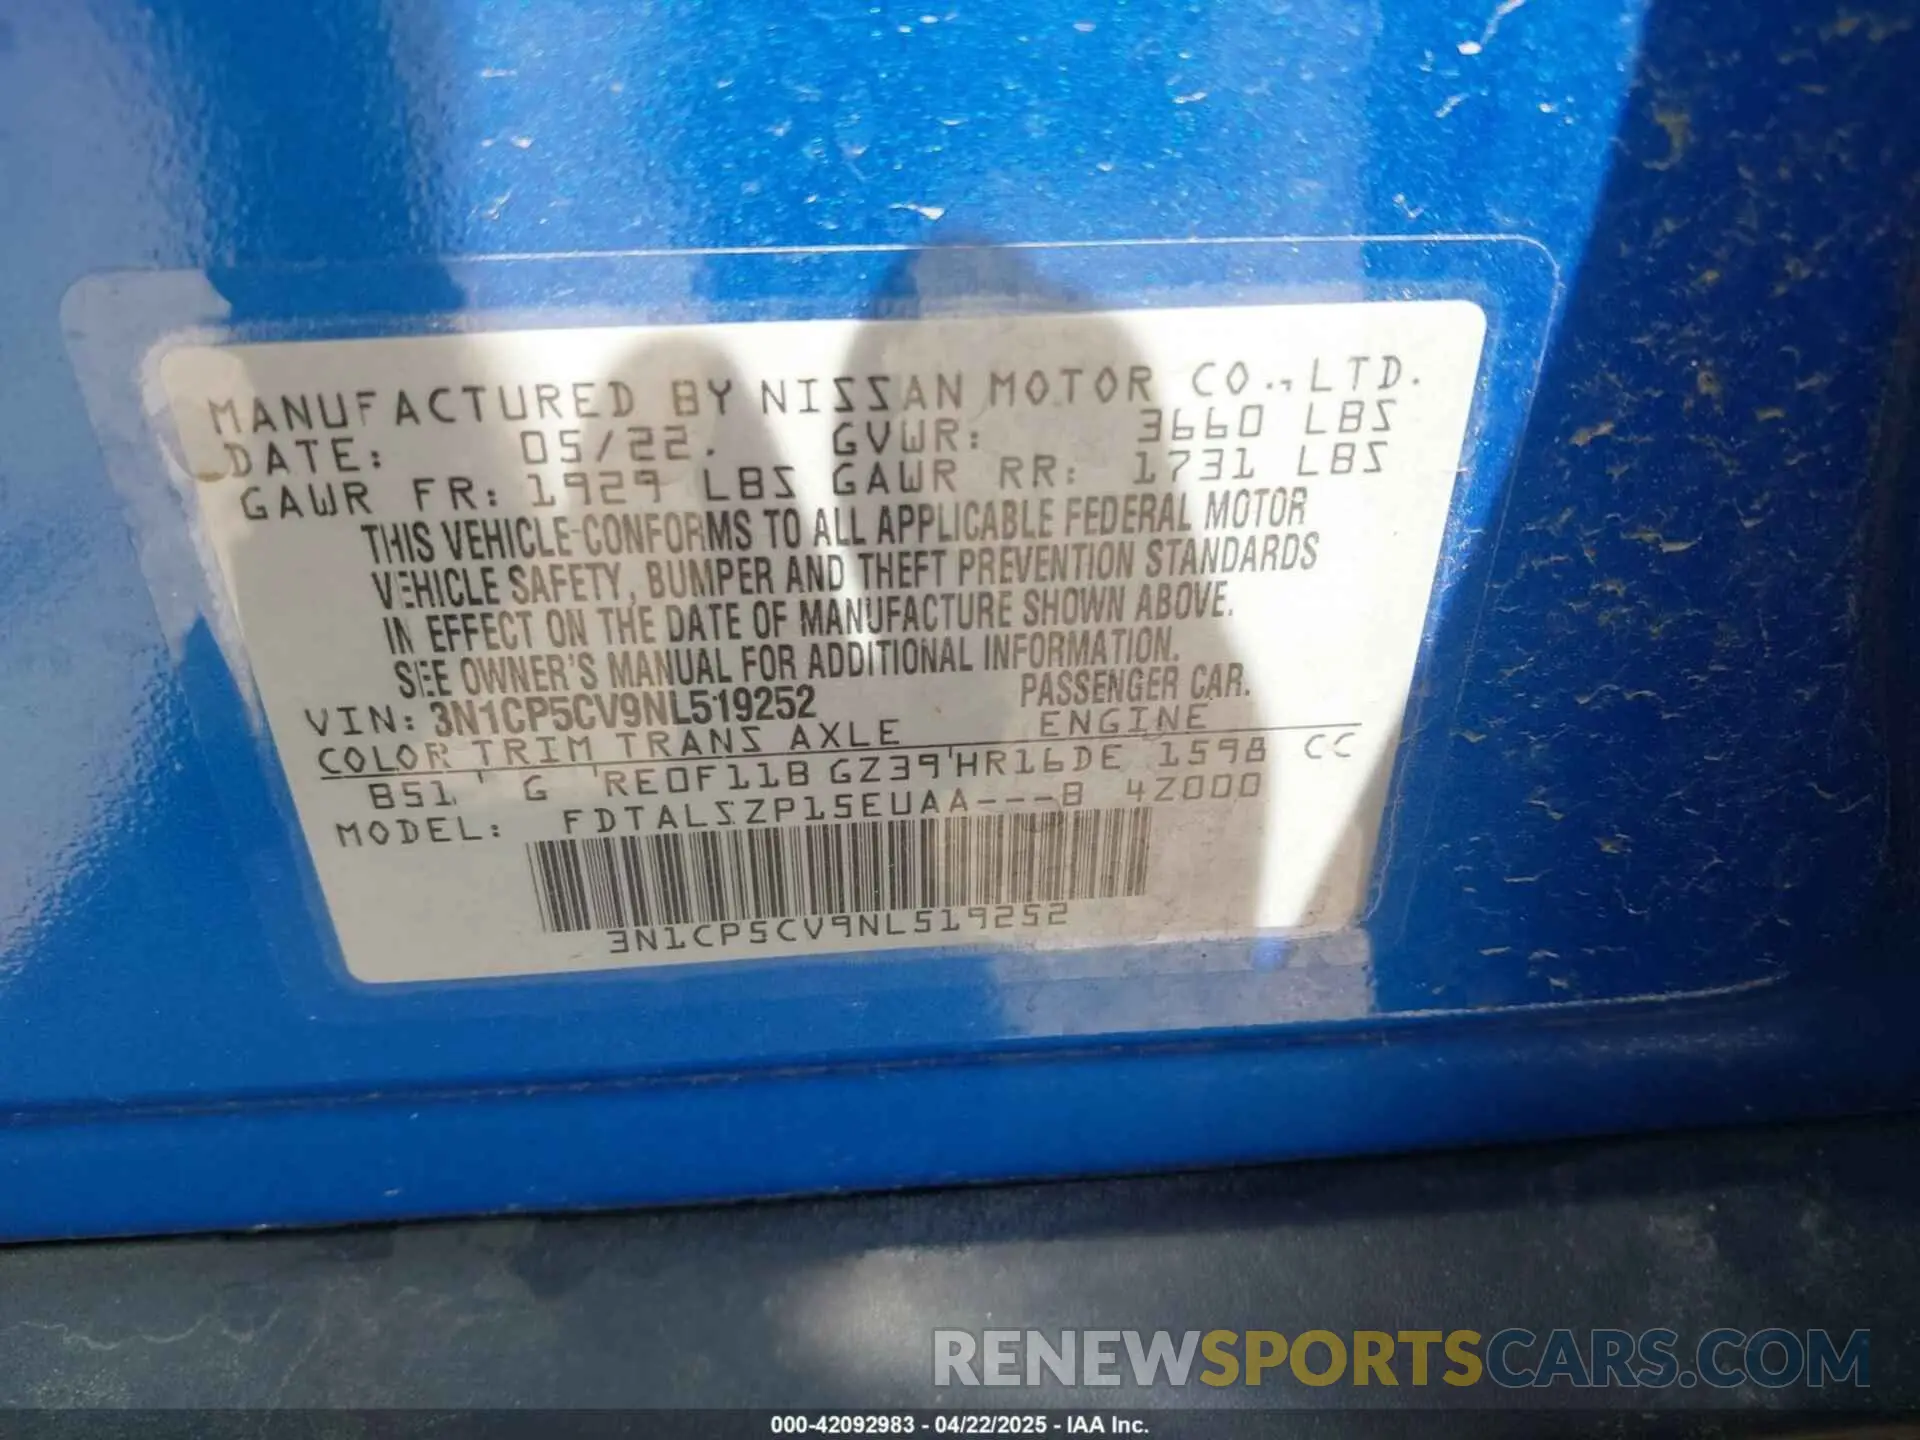 MANUFACTURED BY NISSAN MOTOR CO., LTD.
DATE: 05/22. GVWR: 3660 LBS
GAWR FR: 1929 LBS GAWR RR: 1731 LBS
THIS VEHICLE CONFORMS TO ALL APPLICABLE FEDERAL MOTOR
VEHICLE SAFETY, BUMPER AND THEFT PREVENTION STANDARDS
IN EFFECT ON THE DATE OF MANUFACTURE SHOWN ABOVE.
SEE OWNER'S MANUAL FOR ADDITIONAL INFORMATION.
VIN: 3N1CP5CV9NL519252 PASSENGER CAR.
COLOR TRIM TRANS AXLE ENGINE
B51 G RE0F11B GZ39 HR16DE 1598 CC
MODEL: FDTALSZP15EUAA---B 4Z000
3N1CP5CV9NL519252
RENEWSPORTSCARS.COM
000-42092983 - 04/22/2025 - IAA Inc.